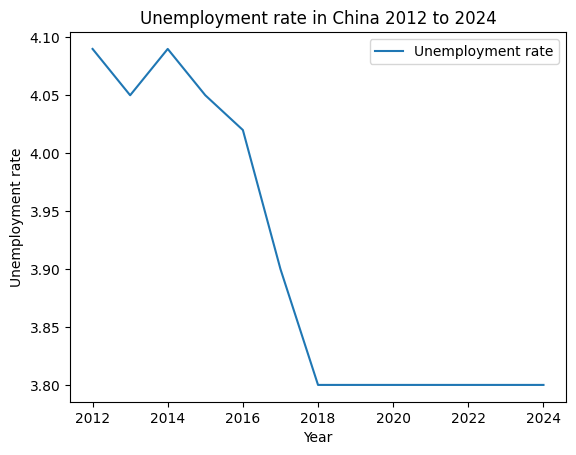 Unemployment rate in China 2012 to 2024
Unemployment rate
4.10
4.05
4.00
3.95
3.90
3.85
3.80
Unemployment rate
2012 2014 2016 2018 2020 2022 2024
Year